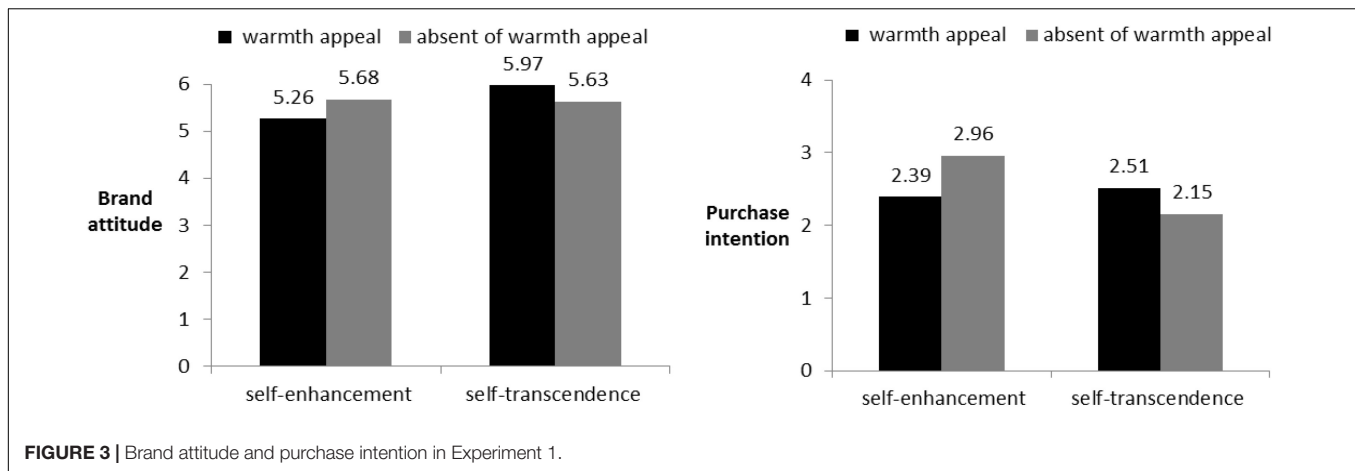 warmth appeal absent of warmth appeal
6
5
4
3
2
1
0
Brand
attitude
5.26
5.68
5.97
5.63
self-enhancement self-transcendence
warmth appeal absent of warmth appeal
4
3
2
1
0
Purchase
intention
2.39
2.96
2.51
2.15
self-enhancement self-transcendence
FIGURE 3 | Brand attitude and purchase intention in Experiment 1.